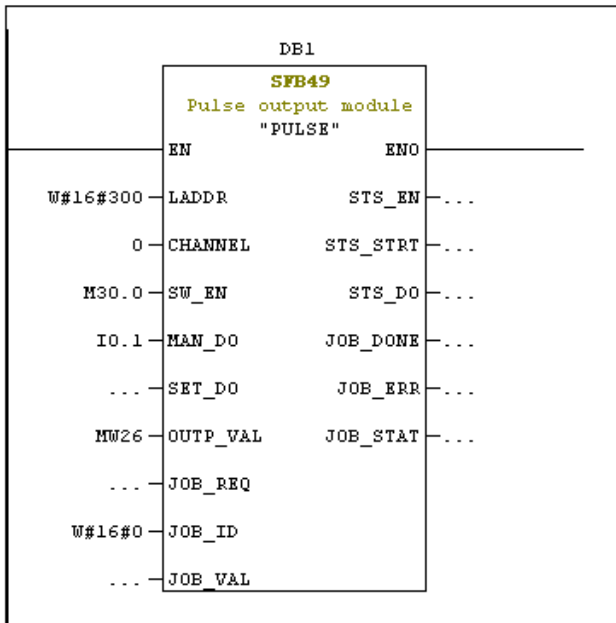 DB1
SFB49
Pulse output module
"PULSE"
EN ENO
W#16#300 LADDR STS_EN ...
0 CHANNEL STS_STRT ...
M30.0 SW_EN STS_DO ...
I0.1 MAN_DO JOB_DONE ...
... SET_DO JOB_ERR ...
MW26 OUTP_VAL JOB_STAT ...
... JOB_REQ
W#16#0 JOB_ID
... JOB_VAL